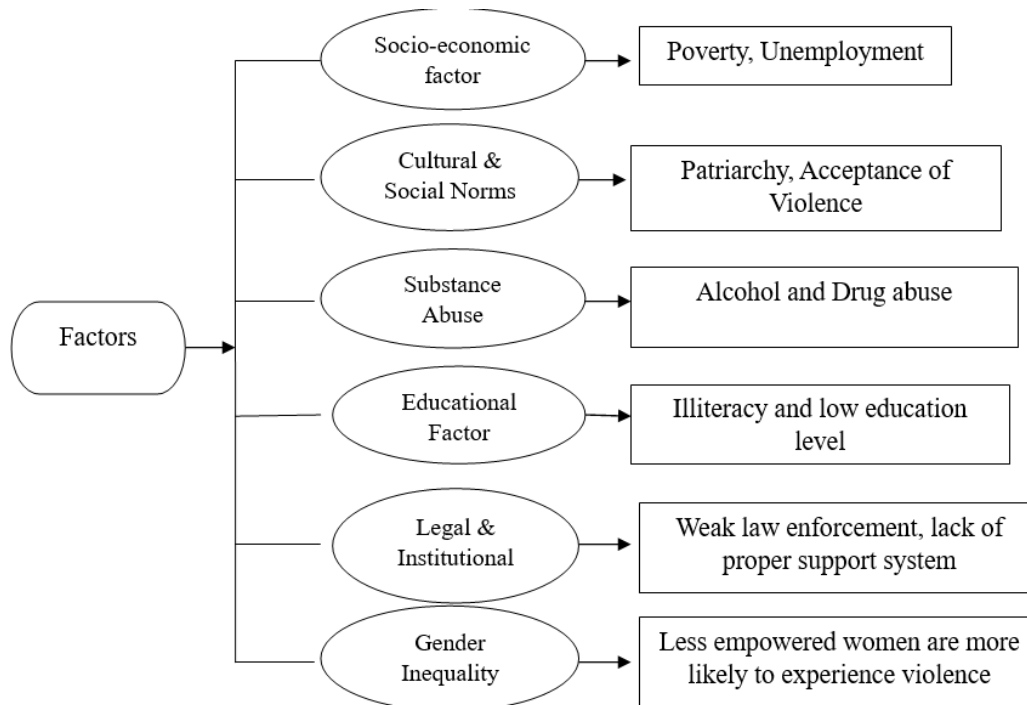 Factors
Socio-economic
factor
Poverty, Unemployment
Cultural &
Social Norms
Patriarchy, Acceptance of
Violence
Substance
Abuse
Alcohol and Drug abuse
Educational
Factor
Illiteracy and low education
level
Legal &
Institutional
Weak law enforcement, lack of
proper support system
Gender
Inequality
Less empowered women are more
likely to experience violence